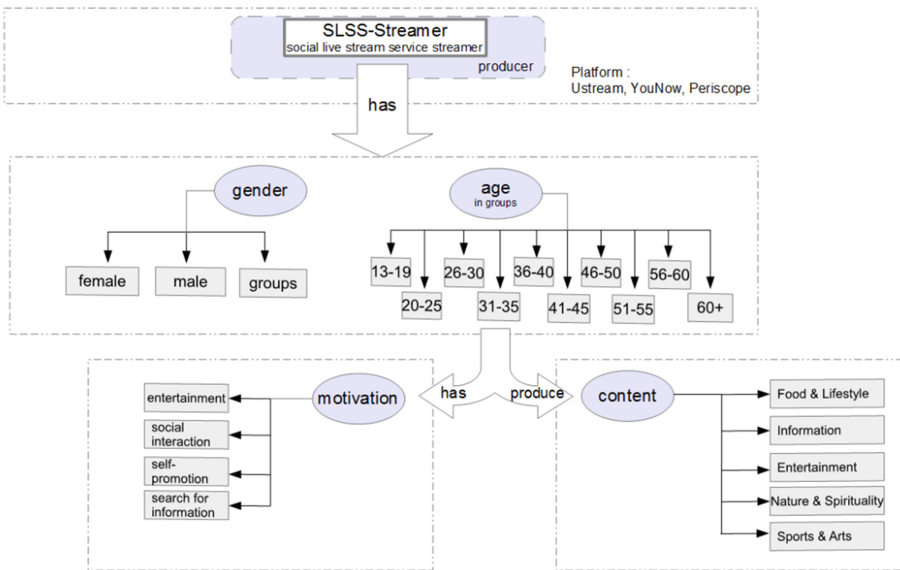 SLSS-Streamer
social live stream service streamer
producer
Platform :
Ustream, YouNow, Periscope
has
gender
age
in groups
female
male
groups
13-19
26-30
36-40
46-50
56-60
20-25
31-35
41-45
51-55
60+
has
produce
motivation
entertainment
social
interaction
self-
promotion
search for
information
content
Food & Lifestyle
Information
Entertainment
Nature & Spirituality
Sports & Arts